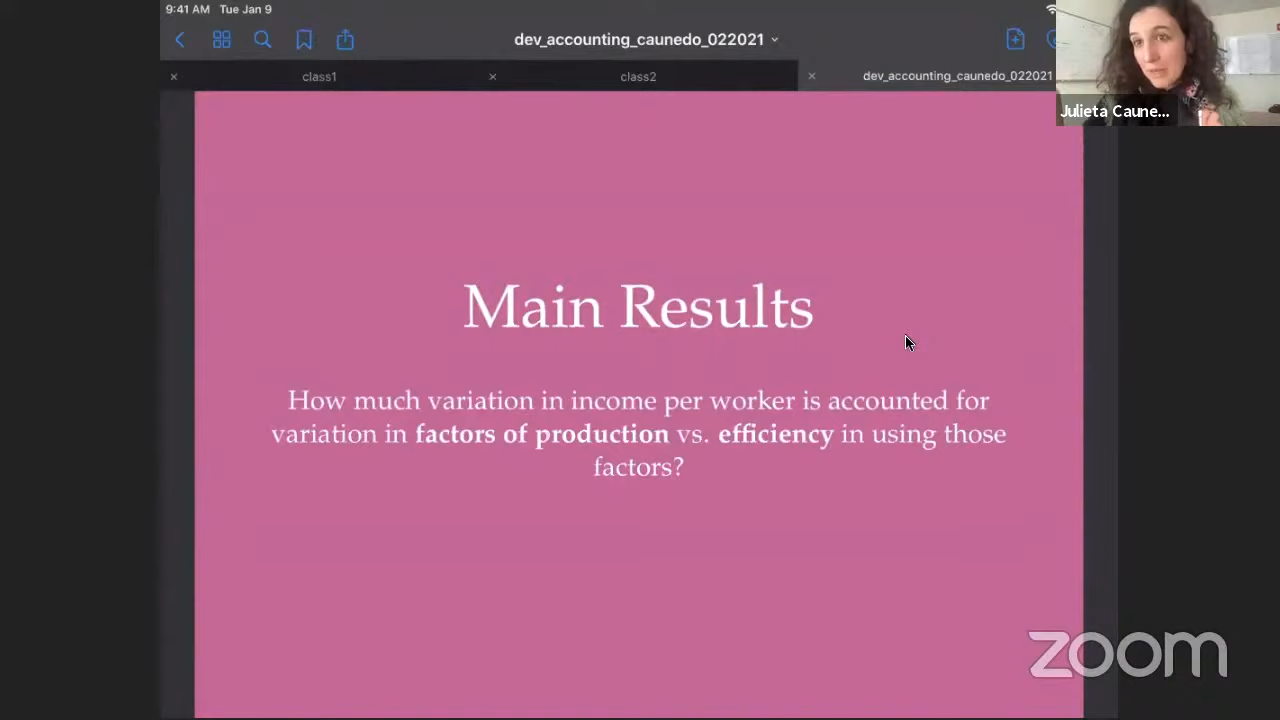 9:41 AM Tue Jan 9
dev_accounting_caunedo_022021
class1
class2
dev_accounting_caunedo_022021
Julieta Caune...
Main Results
How much variation in income per worker is accounted for
variation in factors of production vs. efficiency in using those
factors?
zoom